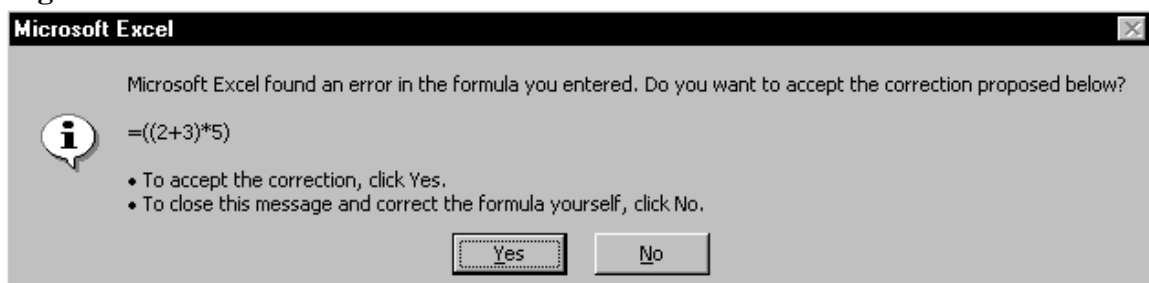 Microsoft Excel
Microsoft Excel found an error in the formula you entered. Do you want to accept the correction proposed below?
=((2+3)*5)
• To accept the correction, click Yes.
• To close this message and correct the formula yourself, click No.
Yes No